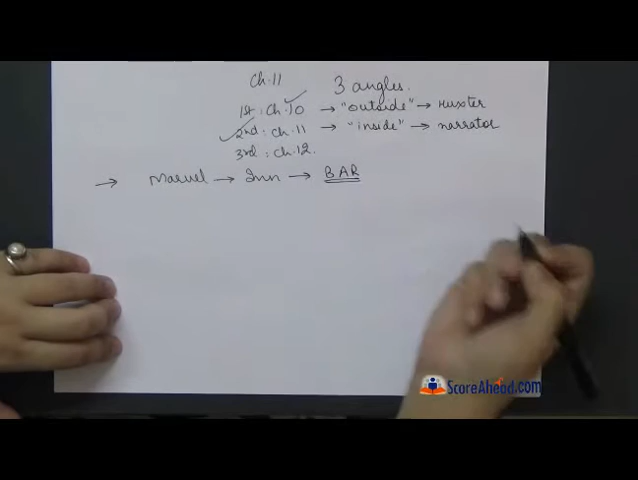 Ch.11
3 angles.
1st : Ch.10 → "outside" → Huxter
2nd : Ch.11 → "inside" → narrator
3rd : Ch.12.
→ Marvel → Inn → BAR
ScoreAhead.com